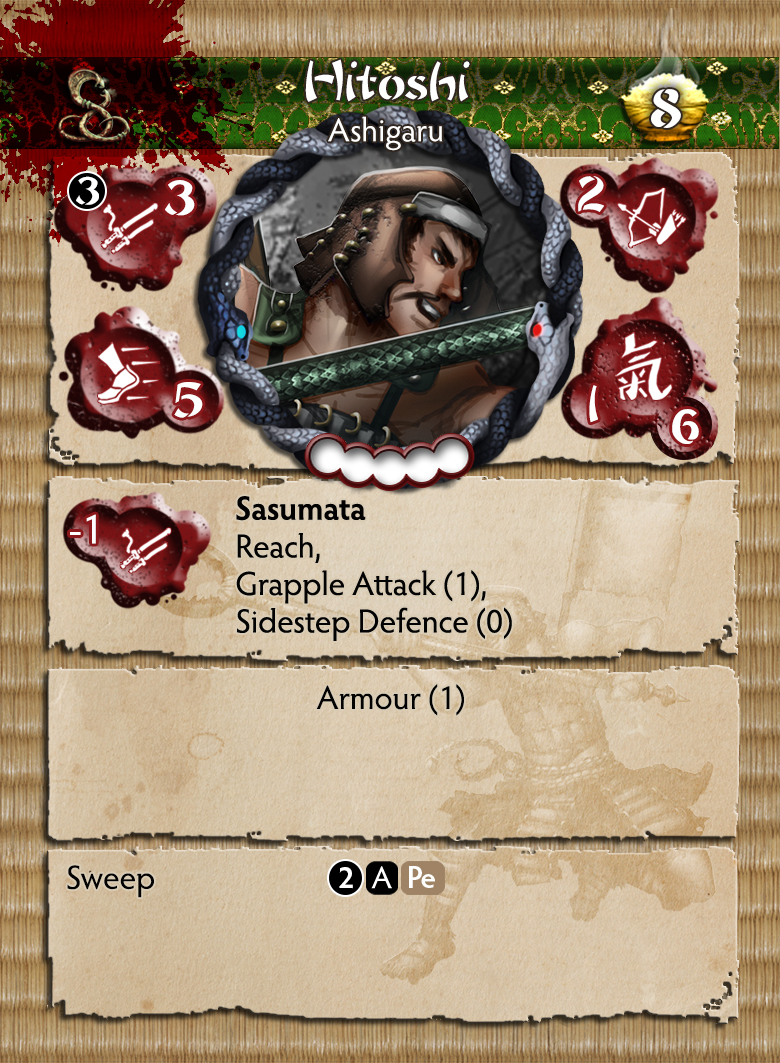 Hitoshi
8
Ashigaru
3 3
2
5
氣
1 6
-1
Sasumata
Reach,
Grapple Attack (1),
Sidestep Defence (0)
Armour (1)
Sweep 2 A Pe